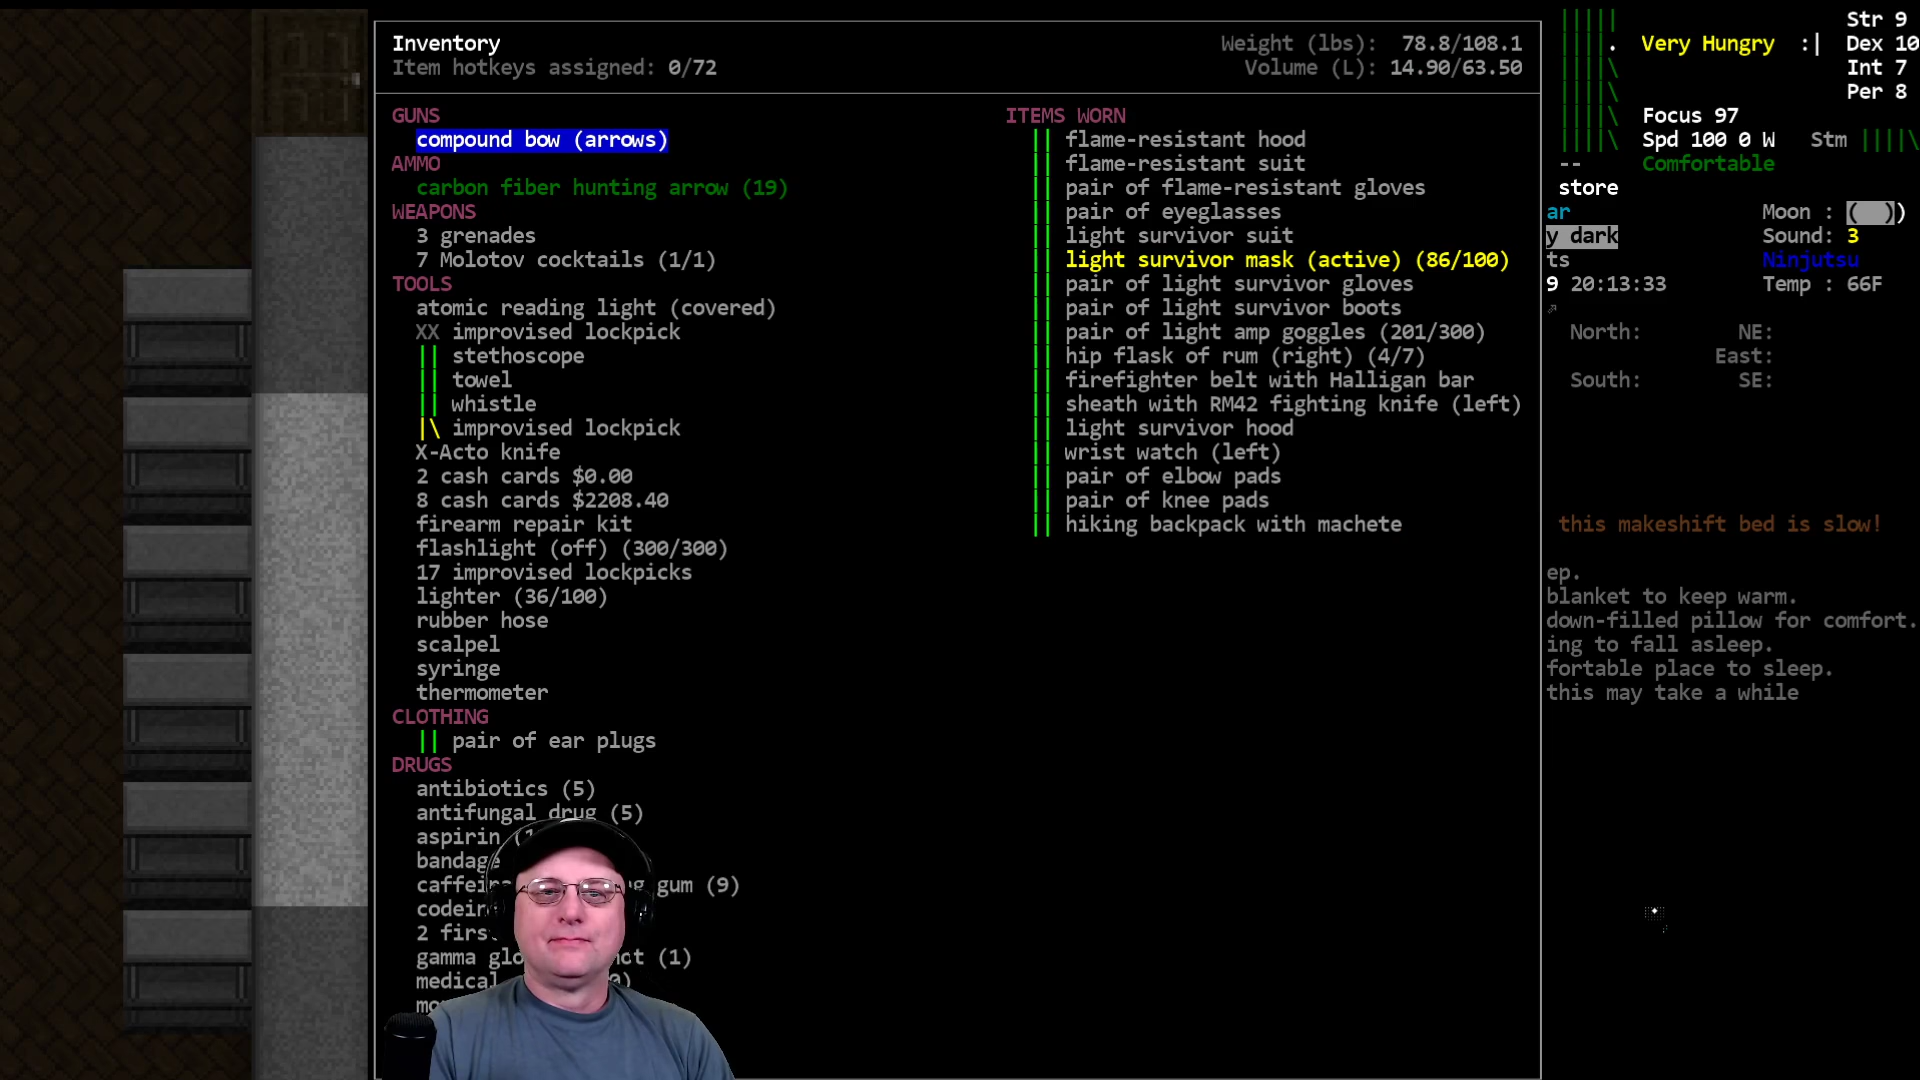 Inventory
Item hotkeys assigned: 0/72
Weight (lbs): 78.8/108.1
Volume (L): 14.90/63.50
GUNS
compound bow (arrows)
AMMO
carbon fiber hunting arrow (19)
WEAPONS
3 grenades
7 Molotov cocktails (1/1)
TOOLS
atomic reading light (covered)
XX improvised lockpick
|| stethoscope
|| towel
|| whistle
|\ improvised lockpick
X-Acto knife
2 cash cards $0.00
8 cash cards $2208.40
firearm repair kit
flashlight (off) (300/300)
17 improvised lockpicks
lighter (36/100)
rubber hose
scalpel
syringe
thermometer
CLOTHING
|| pair of ear plugs
DRUGS
antibiotics (5)
antifungal drug (5)
aspirin
bandage
gum (9)
2
gamma (1)
medical
ITEMS WORN
|| flame-resistant hood
|| flame-resistant suit
|| pair of flame-resistant gloves
|| pair of eyeglasses
|| light survivor suit
|| light survivor mask (active) (86/100)
|| pair of light survivor gloves
|| pair of light survivor boots
|| pair of light amp goggles (201/300)
|| hip flask of rum (right) (4/7)
|| firefighter belt with Halligan bar
|| sheath with RM42 fighting knife (left)
|| light survivor hood
|| wrist watch (left)
|| pair of elbow pads
|| pair of knee pads
|| hiking backpack with machete
||||| Str 9
||||. Very Hungry :| Dex 10
||||\ Int 7
||||\ Per 8
||||\ Focus 97
||||\ Spd 100 0 W Stm ||||\
-- Comfortable
store
ar Moon : ( ))
y dark Sound: 3
ts Ninjutsu
9 20:13:33 Temp : 66F
North: NE:
East:
South: SE:
this makeshift bed is slow!
ep.
blanket to keep warm.
down-filled pillow for comfort.
ing to fall asleep.
fortable place to sleep.
this may take a while